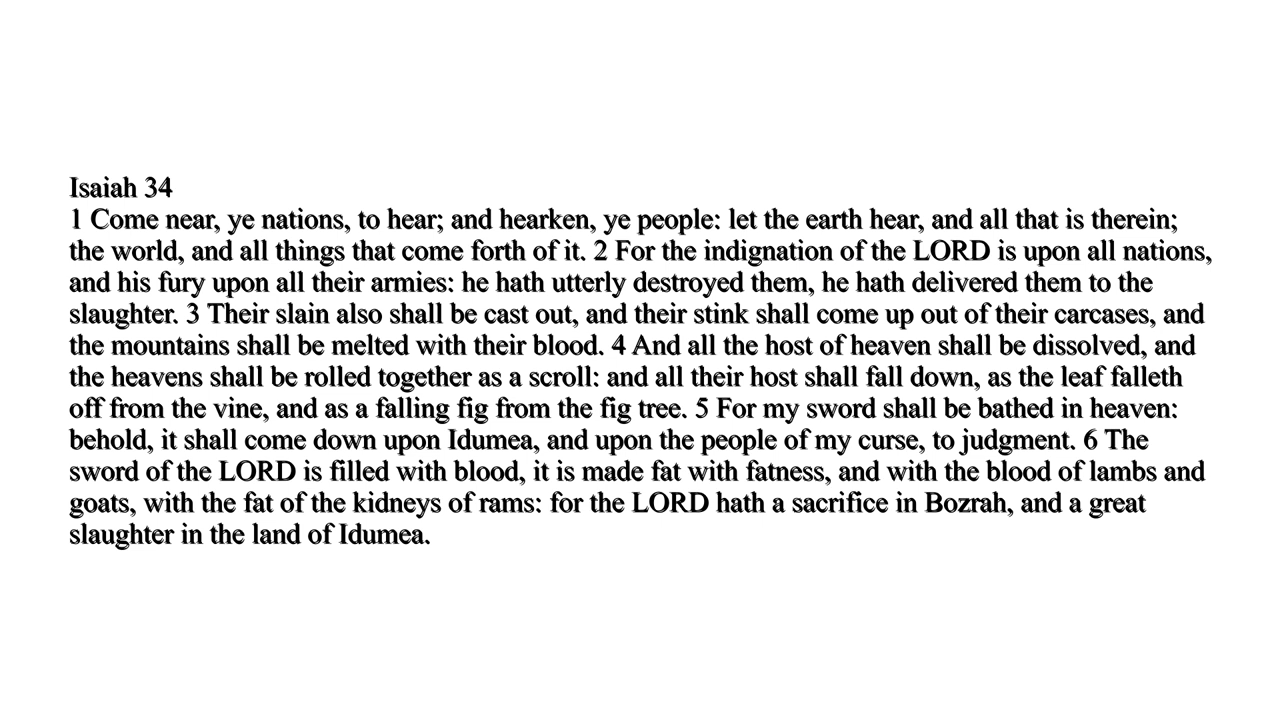 Isaiah 34
1 Come near, ye nations, to hear; and hearken, ye people: let the earth hear, and all that is therein;
the world, and all things that come forth of it. 2 For the indignation of the LORD is upon all nations,
and his fury upon all their armies: he hath utterly destroyed them, he hath delivered them to the
slaughter. 3 Their slain also shall be cast out, and their stink shall come up out of their carcases, and
the mountains shall be melted with their blood. 4 And all the host of heaven shall be dissolved, and
the heavens shall be rolled together as a scroll: and all their host shall fall down, as the leaf falleth
off from the vine, and as a falling fig from the fig tree. 5 For my sword shall be bathed in heaven:
behold, it shall come down upon Idumea, and upon the people of my curse, to judgment. 6 The
sword of the LORD is filled with blood, it is made fat with fatness, and with the blood of lambs and
goats, with the fat of the kidneys of rams: for the LORD hath a sacrifice in Bozrah, and a great
slaughter in the land of Idumea.